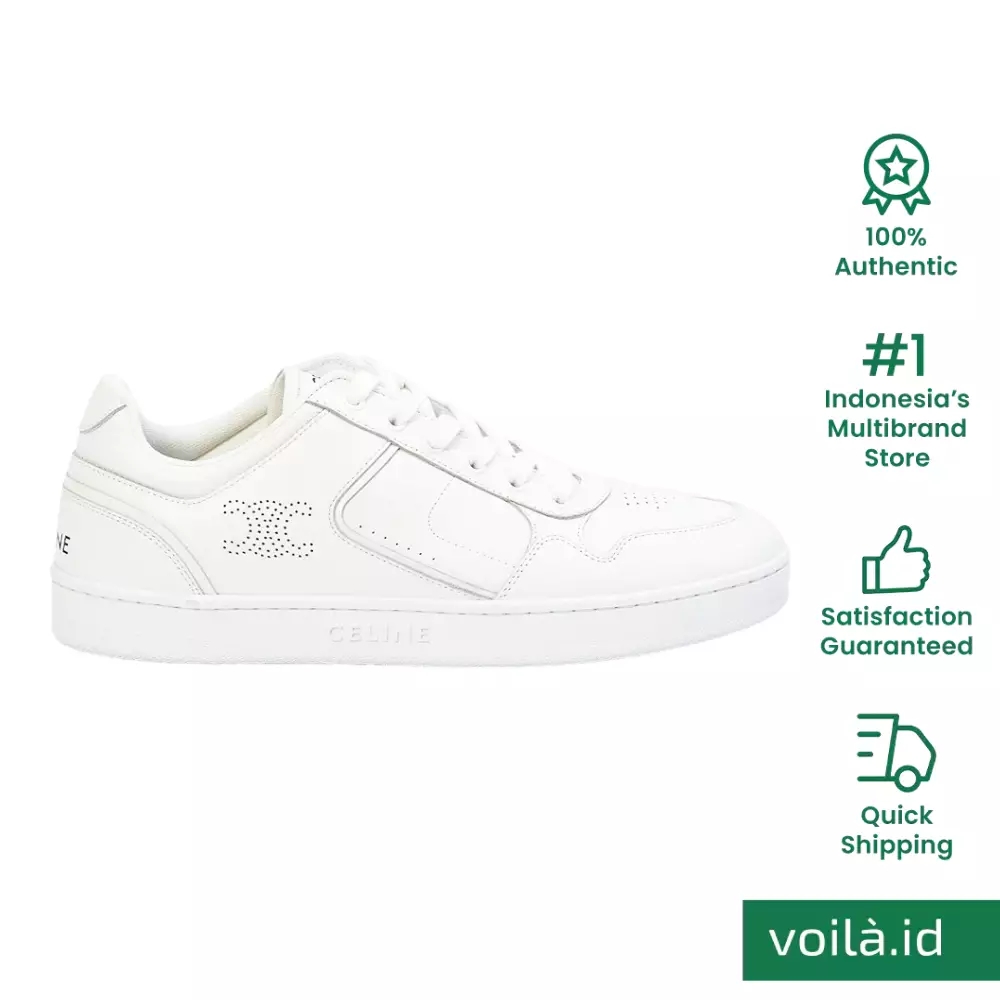 100%
Authentic
#1
Indonesia's
Multibrand
Store
NE
CELINE
Satisfaction
Guaranteed
Quick
Shipping
voilà.id